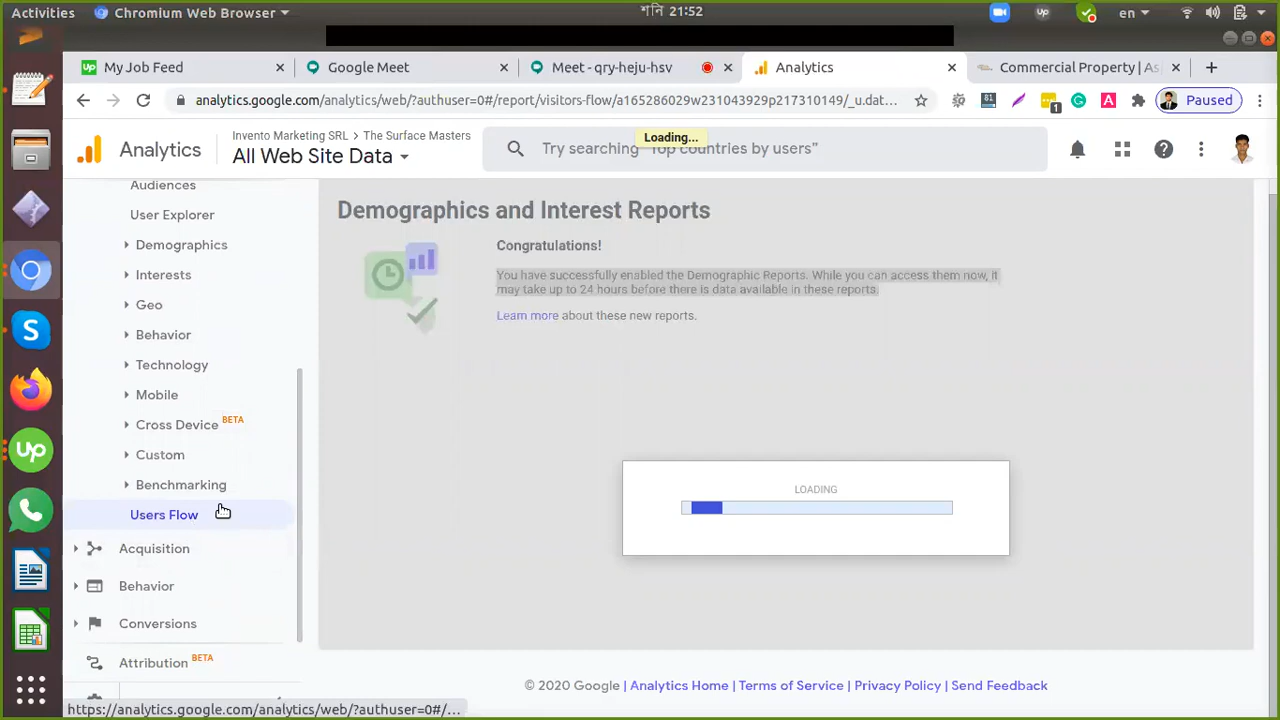 Activities
Chromium Web Browser
শনি 21:52
en
My Job Feed
Google Meet
Meet - qry-heju-hsv
Analytics
Commercial Property | As
analytics.google.com/analytics/web/?authuser=0#/report/visitors-flow/a165286029w231043929p217310149/_u.dat...
81
1
A
Paused
Analytics
Invento Marketing SRL > The Surface Masters
All Web Site Data
Try searching "Top countries by users"
Loading...
Audiences
User Explorer
Demographics
Interests
Geo
Behavior
Technology
Mobile
Cross Device BETA
Custom
Benchmarking
Users Flow
Acquisition
Behavior
Conversions
Attribution BETA
Demographics and Interest Reports
Congratulations!
You have successfully enabled the Demographic Reports. While you can access them now, it
may take up to 24 hours before there is data available in these reports.
Learn more about these new reports.
LOADING
© 2020 Google | Analytics Home | Terms of Service | Privacy Policy | Send Feedback
https://analytics.google.com/analytics/web/?authuser=0#/...